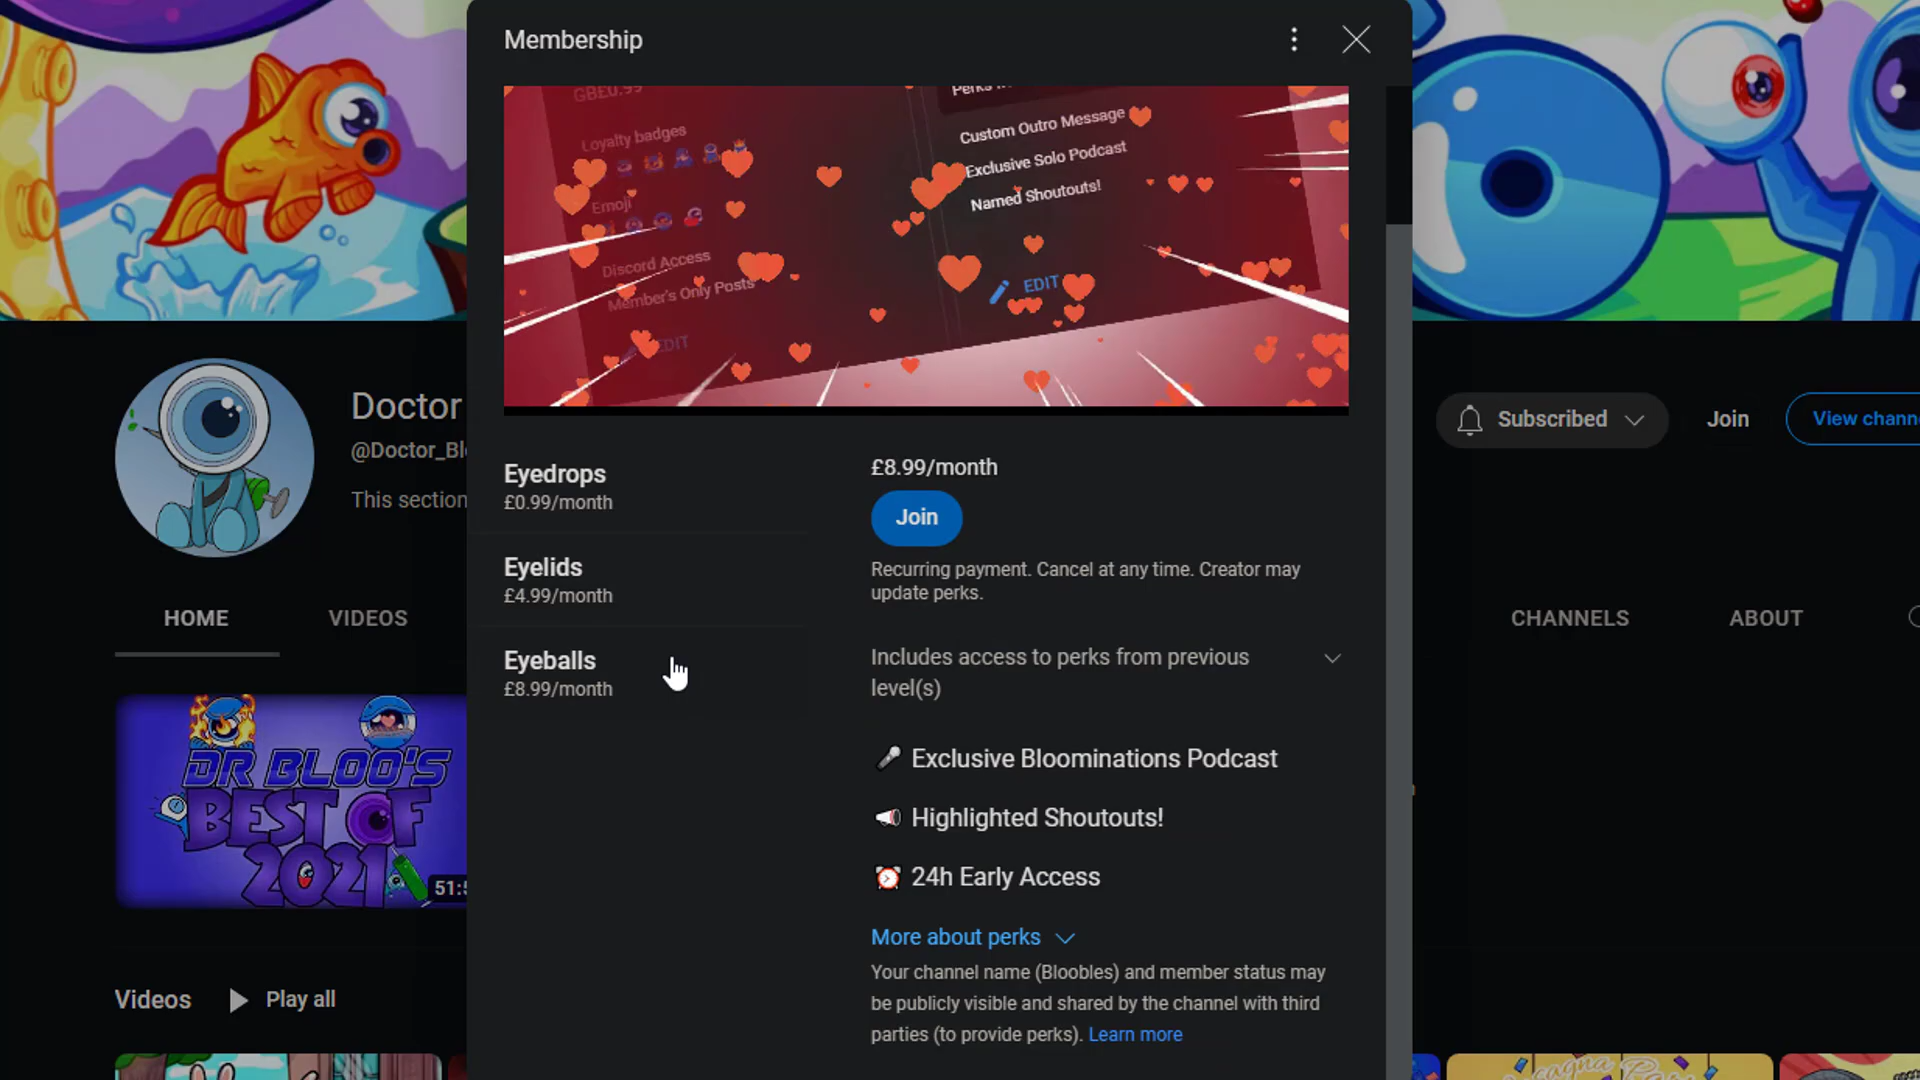 Membership
GB£0.99
Loyalty badges
Emoji
Discord Access
Member's Only Posts
EDIT
Custom Outro Message
Exclusive Solo Podcast
Named Shoutouts!
EDIT
Doctor
@Doctor_Bl
This section
Subscribed
Join
View chann
HOME
VIDEOS
CHANNELS
ABOUT
Eyedrops
£0.99/month
Eyelids
£4.99/month
Eyeballs
£8.99/month
£8.99/month
Join
Recurring payment. Cancel at any time. Creator may
update perks.
Includes access to perks from previous
level(s)
Exclusive Bloominations Podcast
Highlighted Shoutouts!
24h Early Access
More about perks
Your channel name (Bloobles) and member status may
be publicly visible and shared by the channel with third
parties (to provide perks). Learn more
DR BLOO'S
BEST OF
2021
51:5
Videos
Play all